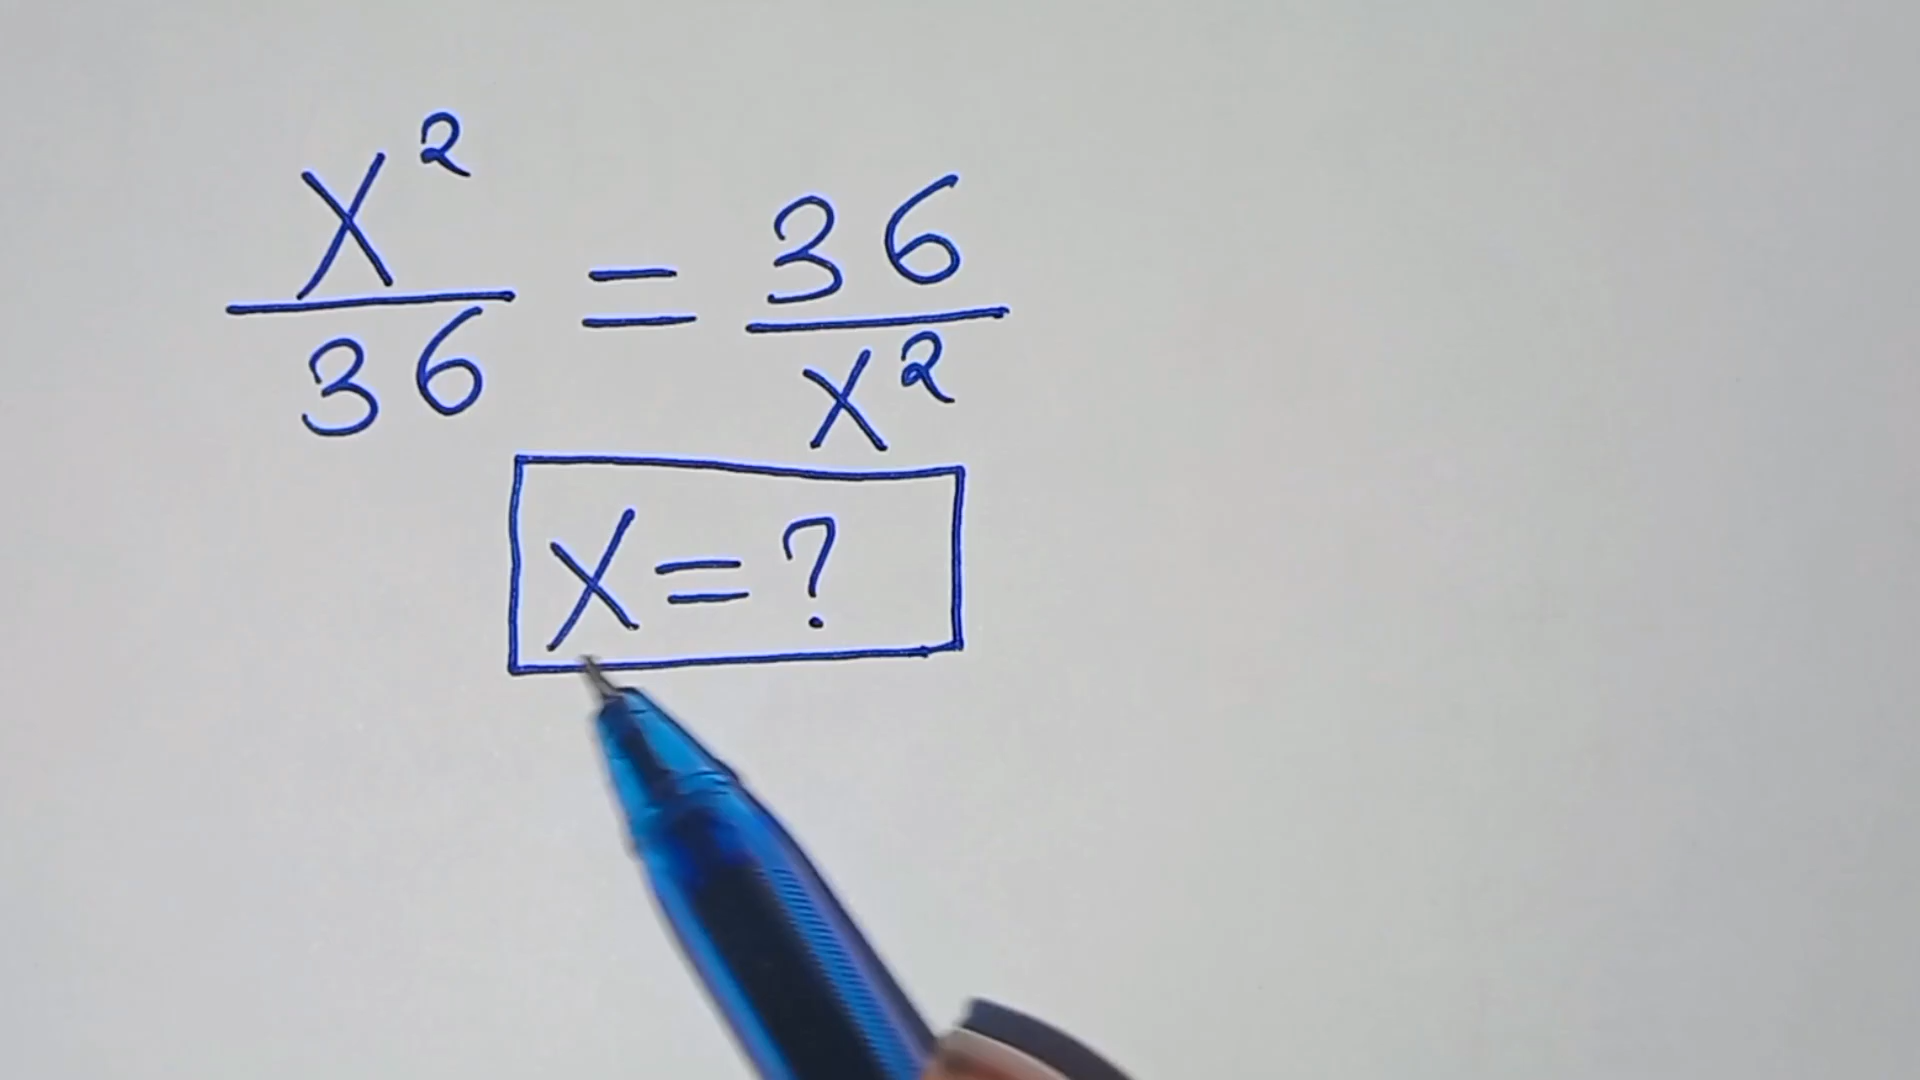 X²/36 = 36/X²
X = ?